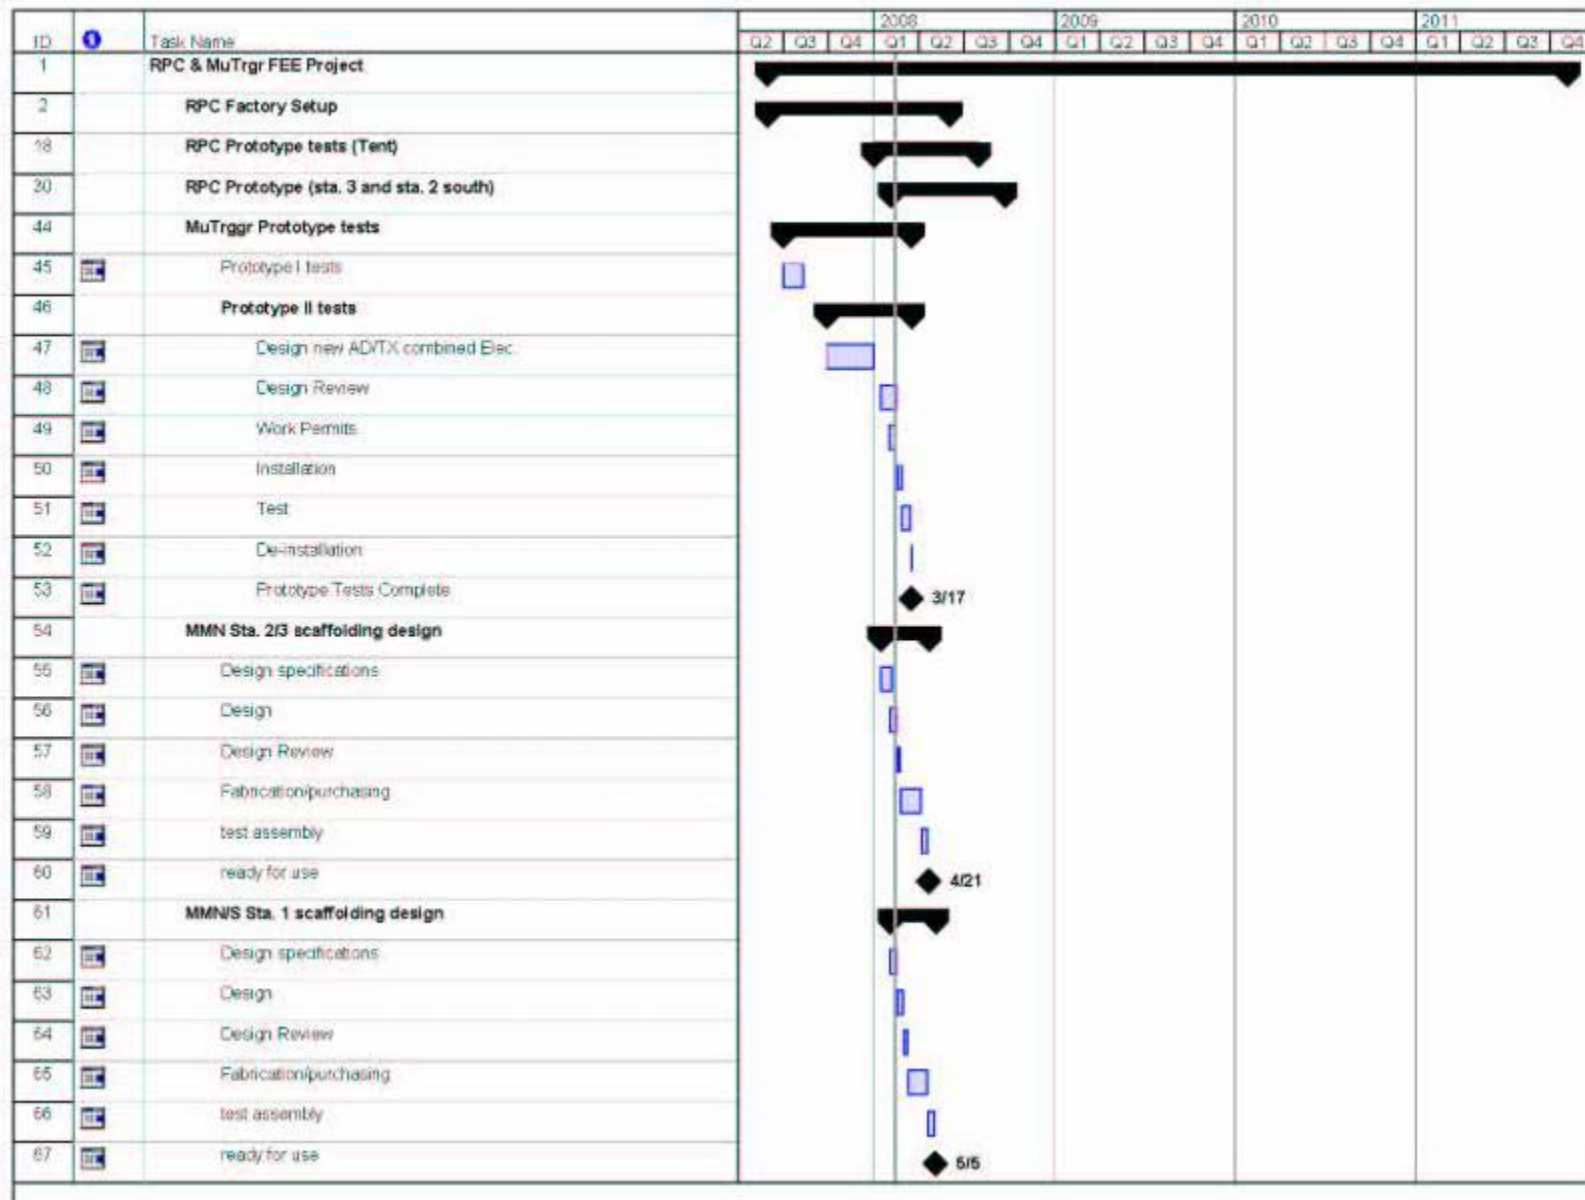 2008 2009 2010 2011
ID Task Name Q2 Q3 Q4 Q1 Q2 Q3 Q4 Q1 Q2 Q3 Q4 Q1 Q2 Q3 Q4 Q1 Q2 Q3 Q4
1 RPC & MuTrgr FEE Project
2 RPC Factory Setup
18 RPC Prototype tests (Tent)
30 RPC Prototype (sta. 3 and sta. 2 south)
44 MuTrggr Prototype tests
45 Prototype I tests
46 Prototype II tests
47 Design new AD/TX combined Elec.
48 Design Review
49 Work Permits
50 Installation
51 Test
52 De-installation
53 Prototype Tests Complete 3/17
54 MMN Sta. 2/3 scaffolding design
55 Design specifications
56 Design
57 Design Review
58 Fabrication/purchasing
59 test assembly
60 ready for use 4/21
61 MMN/S Sta. 1 scaffolding design
62 Design specifications
63 Design
64 Design Review
65 Fabrication/purchasing
66 test assembly
67 ready for use 5/5